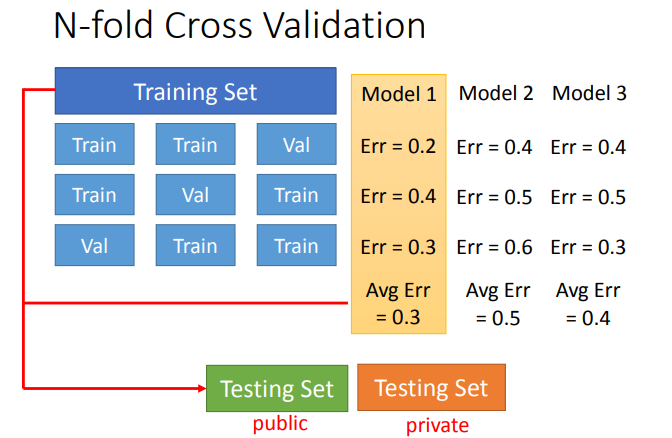 N-fold Cross Validation
Training Set
Model 1 Model 2 Model 3
Train Train Val
Err = 0.2 Err = 0.4 Err = 0.4
Train Val Train
Err = 0.4 Err = 0.5 Err = 0.5
Val Train Train
Err = 0.3 Err = 0.6 Err = 0.3
Avg Err Avg Err Avg Err
= 0.3 = 0.5 = 0.4
Testing Set Testing Set
public private